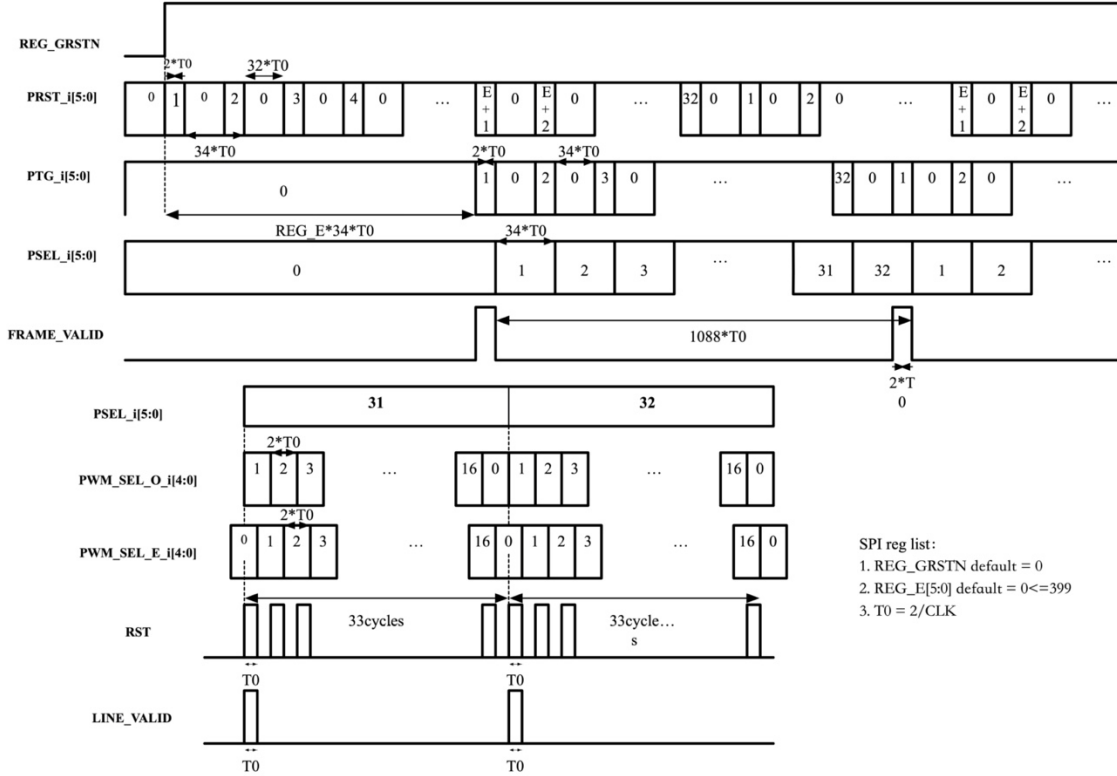 REG_GRSTN
2*T0 32*T0
PRST_i[5:0] 0 1 0 2 0 3 0 4 0 ... E+1 0 E+2 0 ... 32 0 1 0 2 0 ... E+1 0 E+2 0 ...
34*T0 2*T0 34*T0
PTG_i[5:0] 0 1 0 2 0 3 0 ... 32 0 1 0 2 0 ...
REG_E*34*T0 34*T0
PSEL_i[5:0] 0 1 2 3 ... 31 32 1 2 ...
FRAME_VALID
1088*T0
2*T
0
PSEL_i[5:0] 31 32
2*T0
PWM_SEL_O_i[4:0] 1 2 3 ... 16 0 1 2 3 ... 16 0
2*T0
PWM_SEL_E_i[4:0] 0 1 2 3 ... 16 0 1 2 3 ... 16 0
SPI reg list:
1. REG_GRSTN default = 0
2. REG_E[5:0] default = 0<=399
3. T0 = 2/CLK
RST 33cycles 33cycle...
s
T0 T0
LINE_VALID
T0 T0